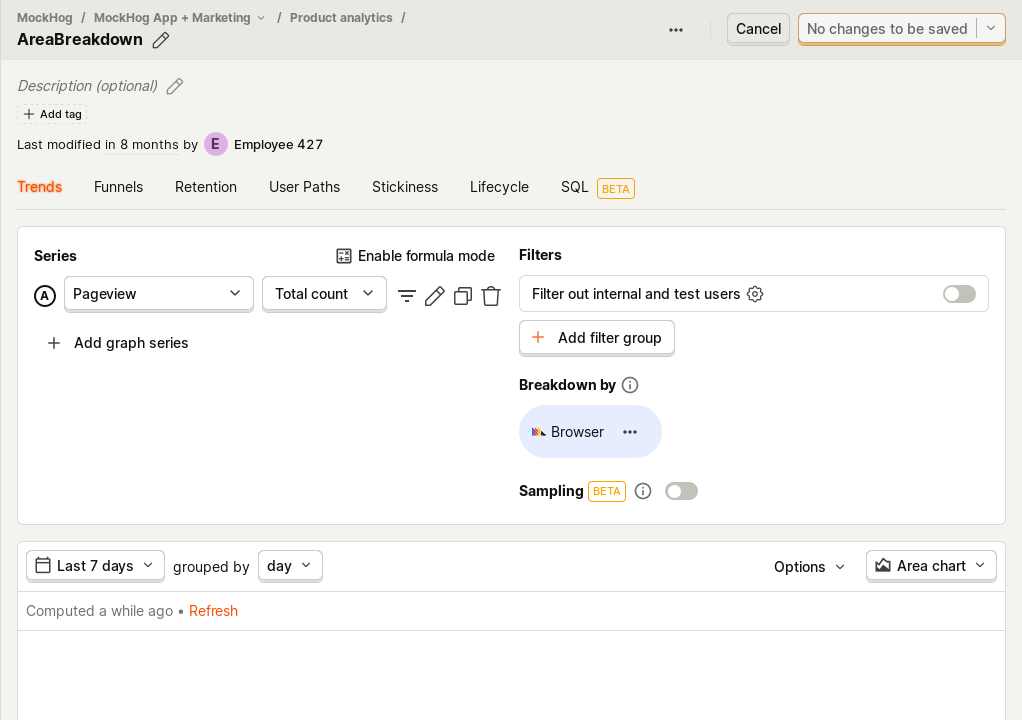 MockHog / MockHog App + Marketing / Product analytics /
AreaBreakdown
Cancel
No changes to be saved
Description (optional)
Add tag
Last modified in 8 months by E Employee 427
Trends Funnels Retention User Paths Stickiness Lifecycle SQL BETA
Series
Enable formula mode
A Pageview Total count
Add graph series
Filters
Filter out internal and test users
Add filter group
Breakdown by
Browser
Sampling BETA
Last 7 days grouped by day
Options
Area chart
Computed a while ago • Refresh